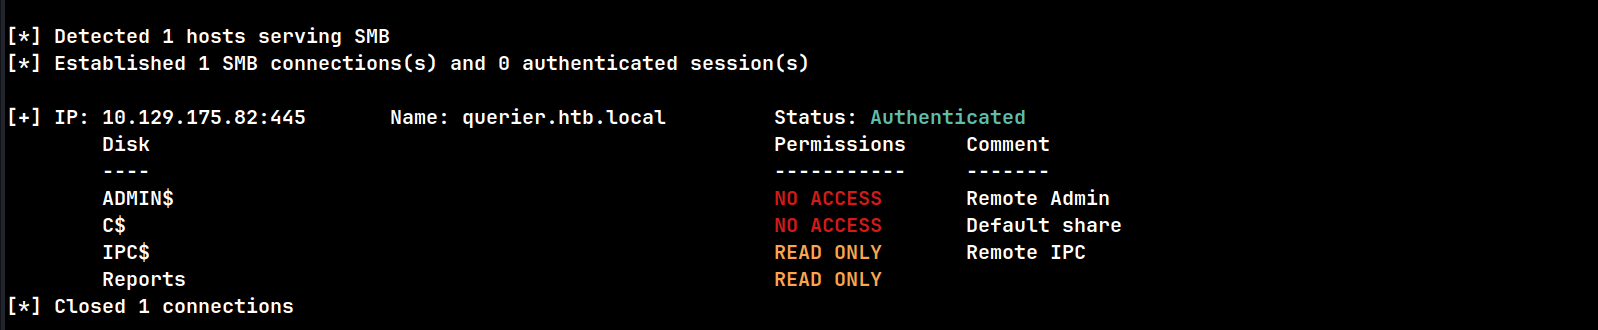 [*] Detected 1 hosts serving SMB
[*] Established 1 SMB connections(s) and 0 authenticated session(s)
[+] IP: 10.129.175.82:445 Name: querier.htb.local Status: Authenticated
Disk Permissions Comment
---- ----------- -------
ADMIN$ NO ACCESS Remote Admin
C$ NO ACCESS Default share
IPC$ READ ONLY Remote IPC
Reports READ ONLY
[*] Closed 1 connections